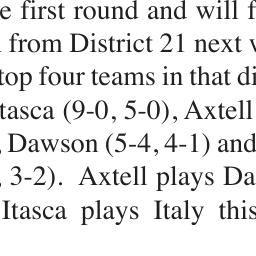 e first round and will f
from District 21 next
top four teams in that di
tasca (9-0, 5-0), Axtell
, Dawson (5-4, 4-1) and
, 3-2). Axtell plays Da
Itasca plays Italy this